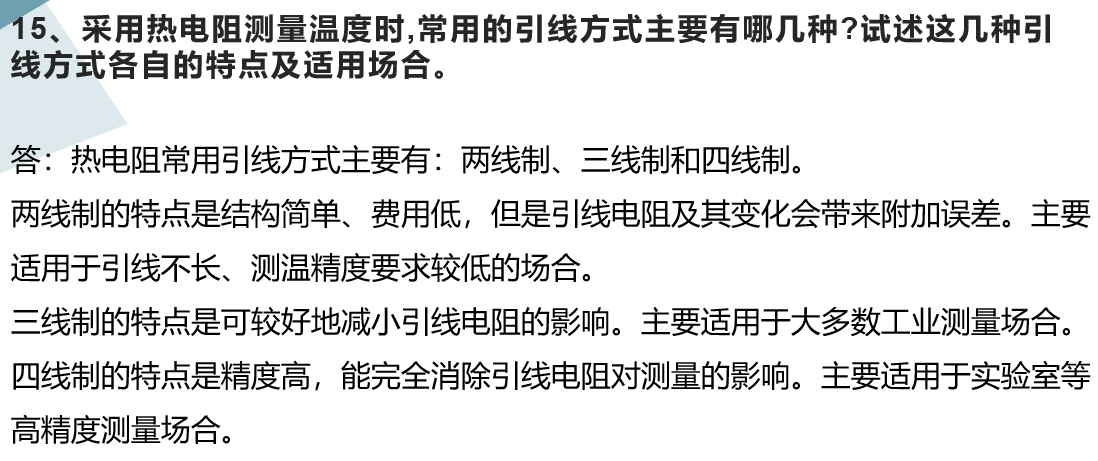 15、采用热电阻测量温度时,常用的引线方式主要有哪几种?试述这几种引
线方式各自的特点及适用场合。
答：热电阻常用引线方式主要有：两线制、三线制和四线制。
两线制的特点是结构简单、费用低，但是引线电阻及其变化会带来附加误差。主要
适用于引线不长、测温精度要求较低的场合。
三线制的特点是可较好地减小引线电阻的影响。主要适用于大多数工业测量场合。
四线制的特点是精度高，能完全消除引线电阻对测量的影响。主要适用于实验室等
高精度测量场合。